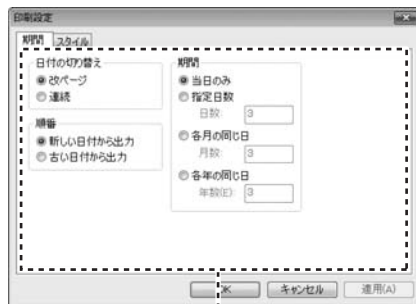 印刷設定
期間 スタイル
日付の切り替え
改ページ
連続
順番
新しい日付から出力
古い日付から出力
期間
当日のみ
指定日数
日数: 3
各月の同じ日
月数: 3
各年の同じ日
年数(E): 3
OK キャンセル 適用(A)